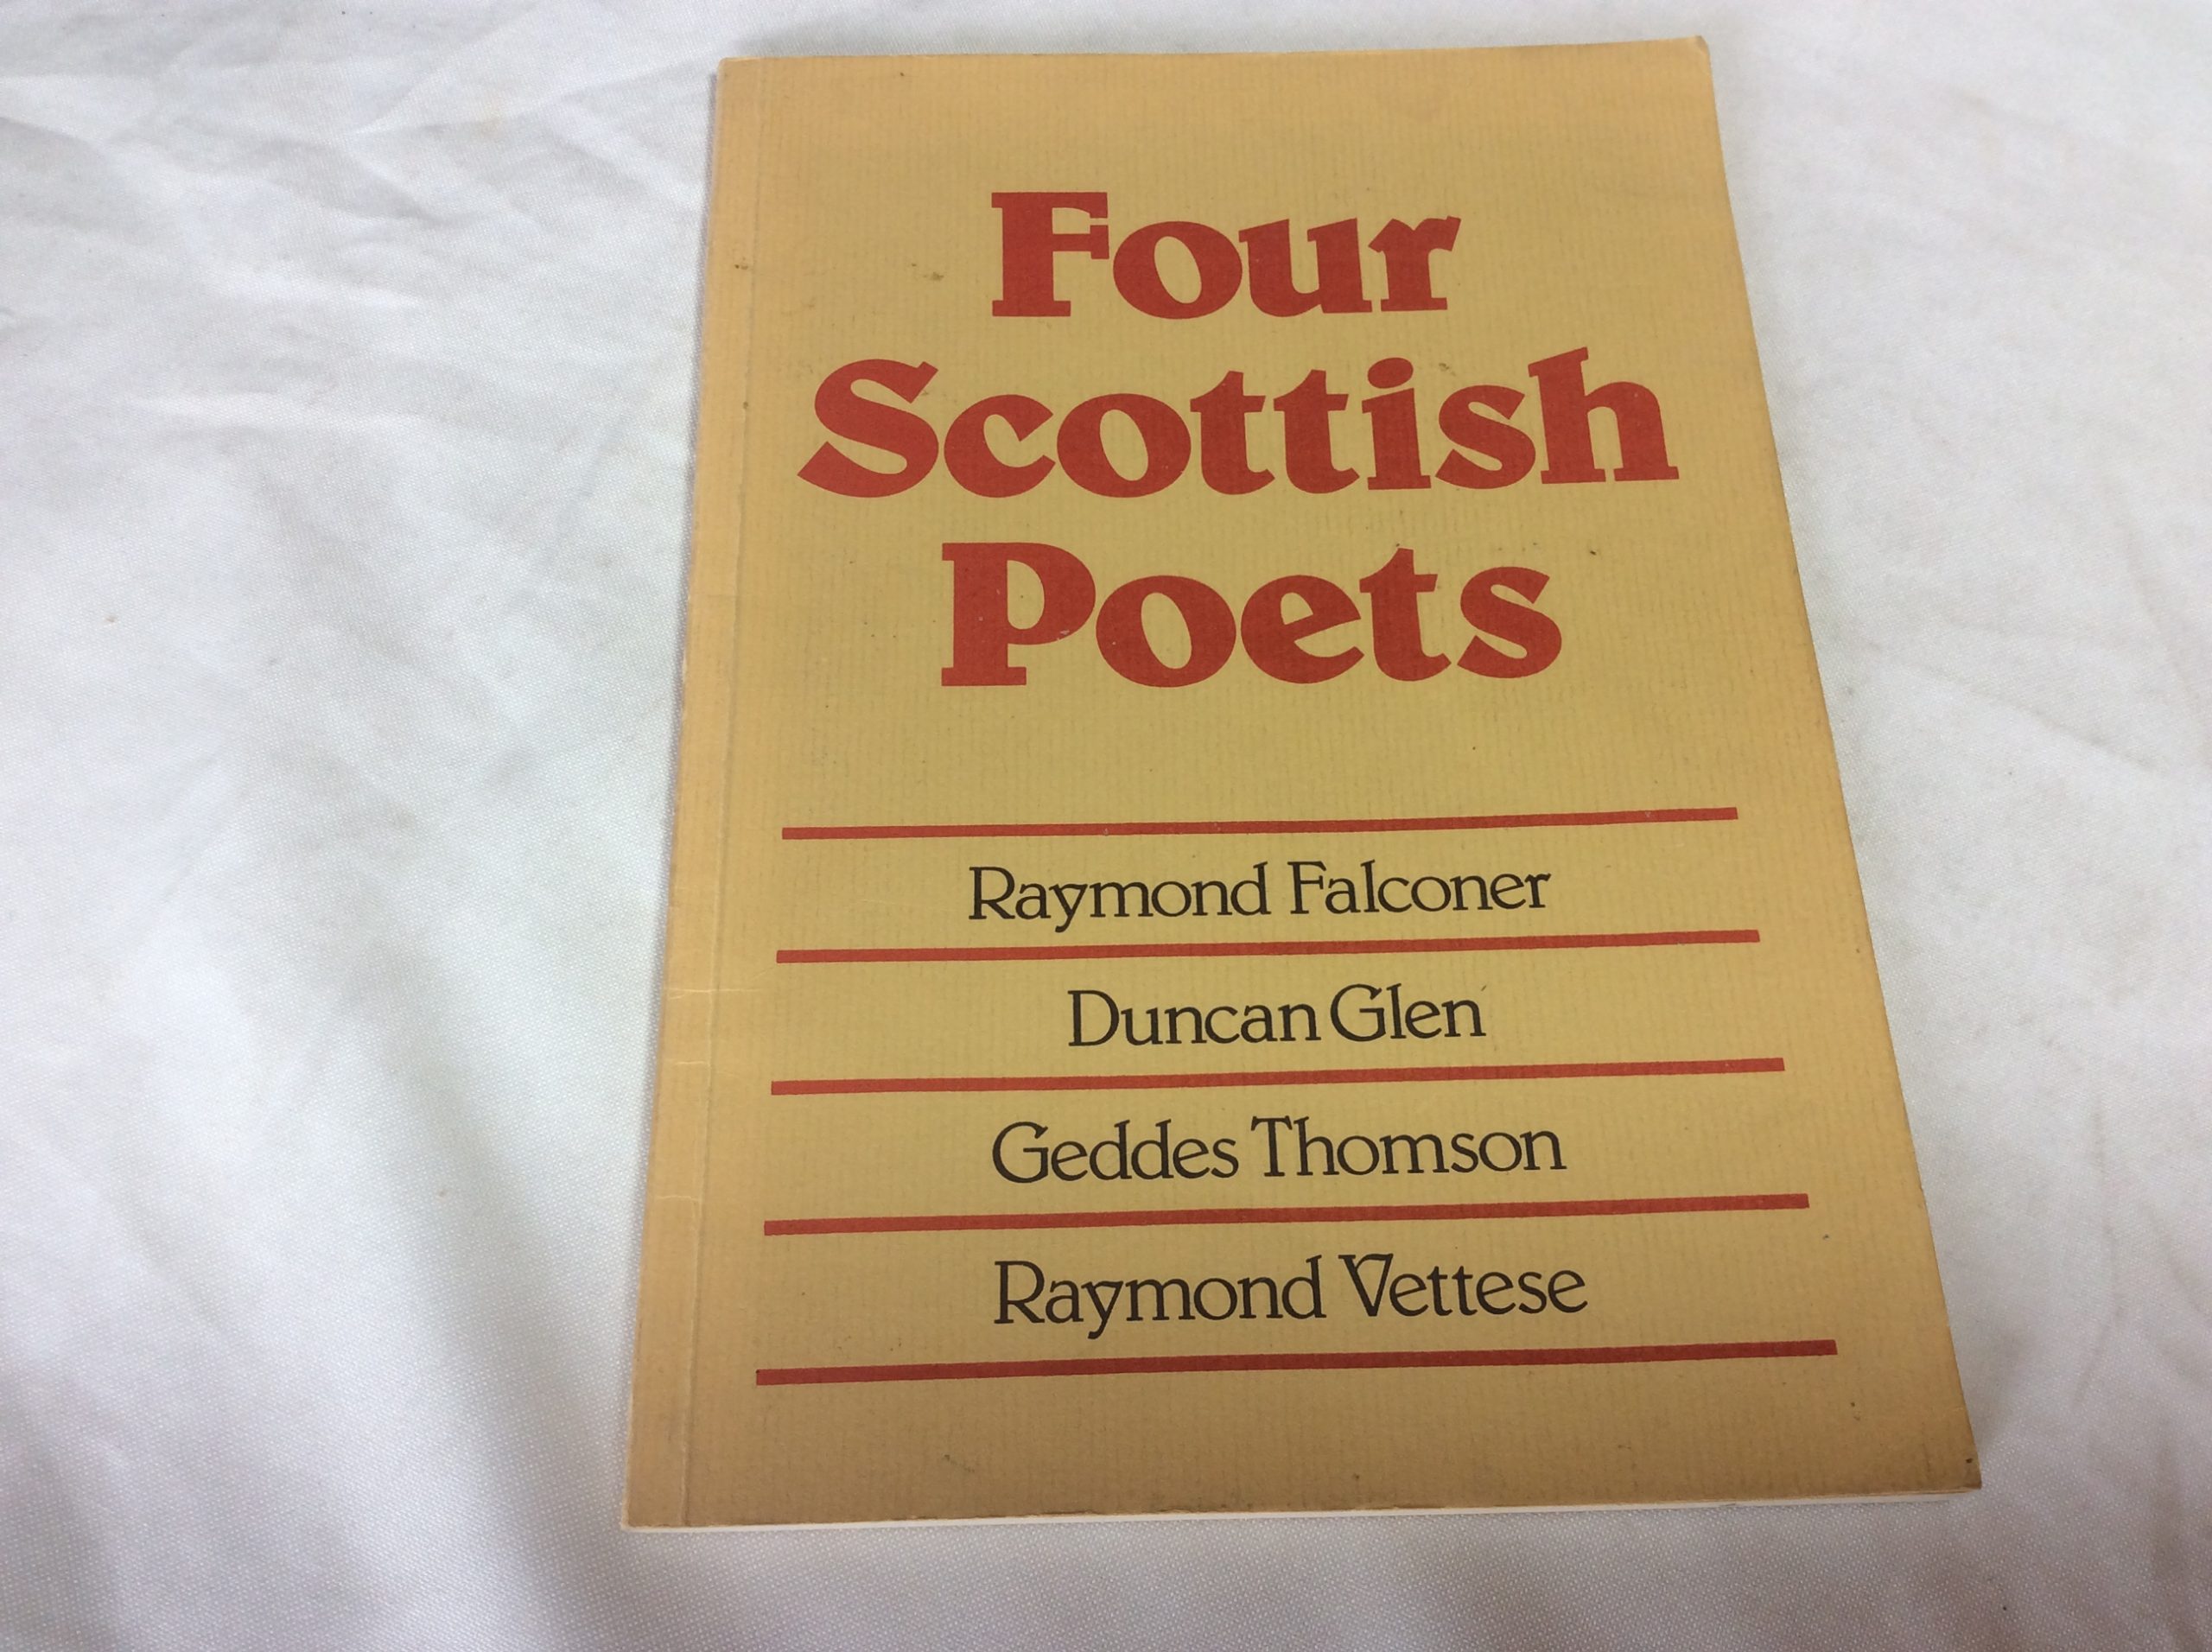 Four
Scottish
Poets
Raymond Falconer
Duncan Glen
Geddes Thomson
Raymond Vettese